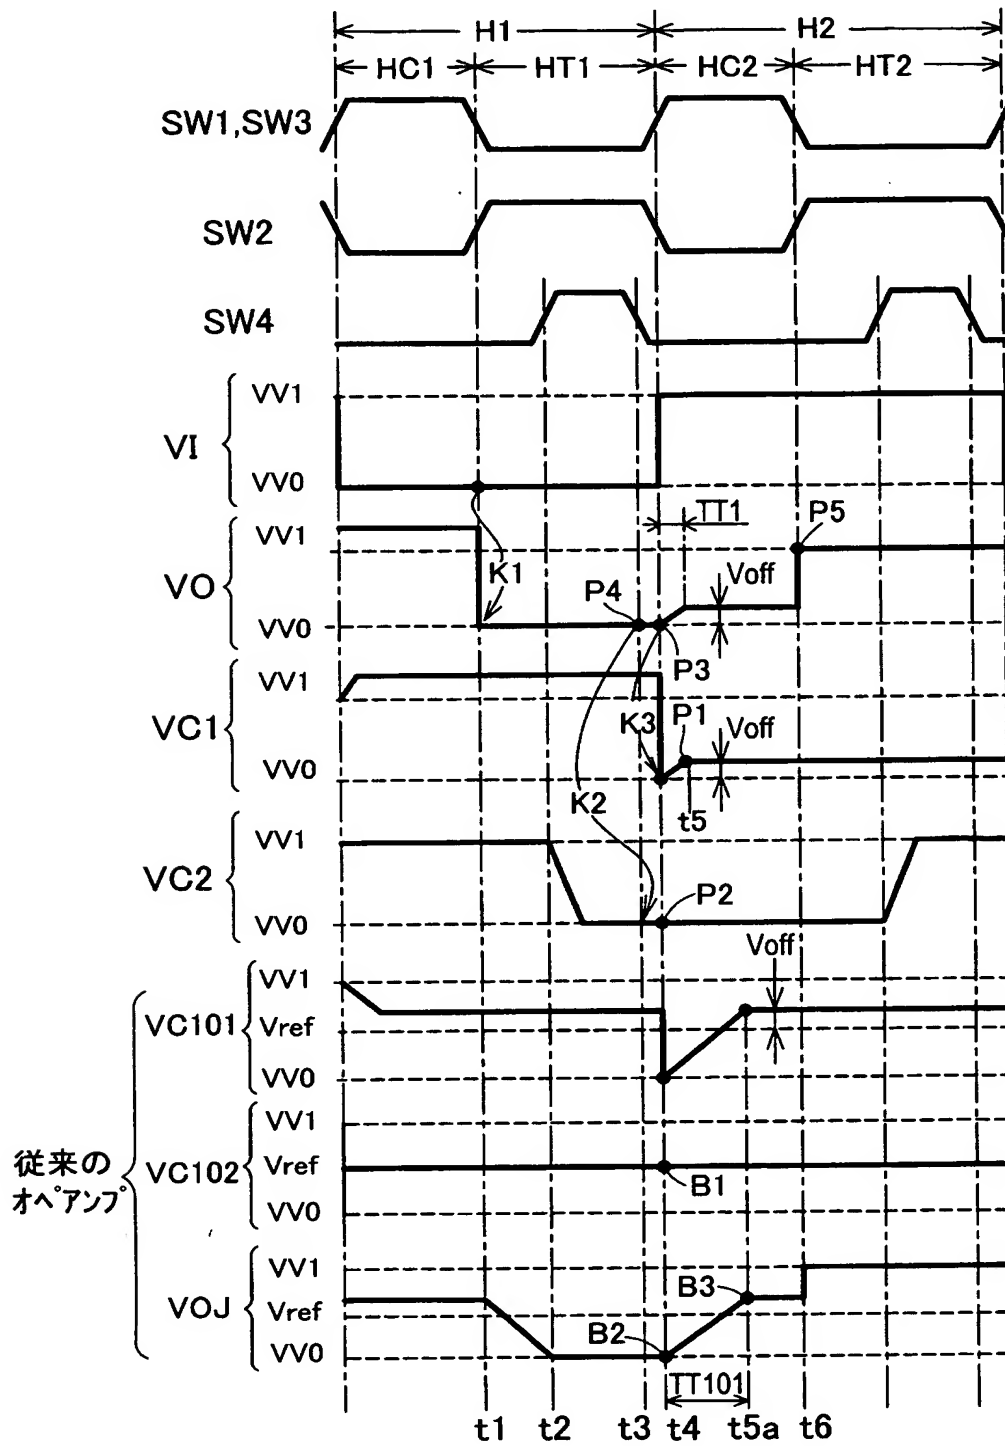 H1 H2
HC1 HT1 HC2 HT2
SW1,SW3
SW2
SW4
VI VV1
VV0
VO VV1
VV0
K1 P4 TT1 Voff P5
P3
VC1 VV1
VV0
K3 P1 Voff
K2 t5
VC2 VV1
VV0
P2
従来の
オペアンプ
VC101 VV1
Vref
VV0
Voff
VC102 VV1
Vref
VV0
B1
VOJ VV1
Vref
VV0
B3
B2
TT101
t1 t2 t3 t4 t5a t6